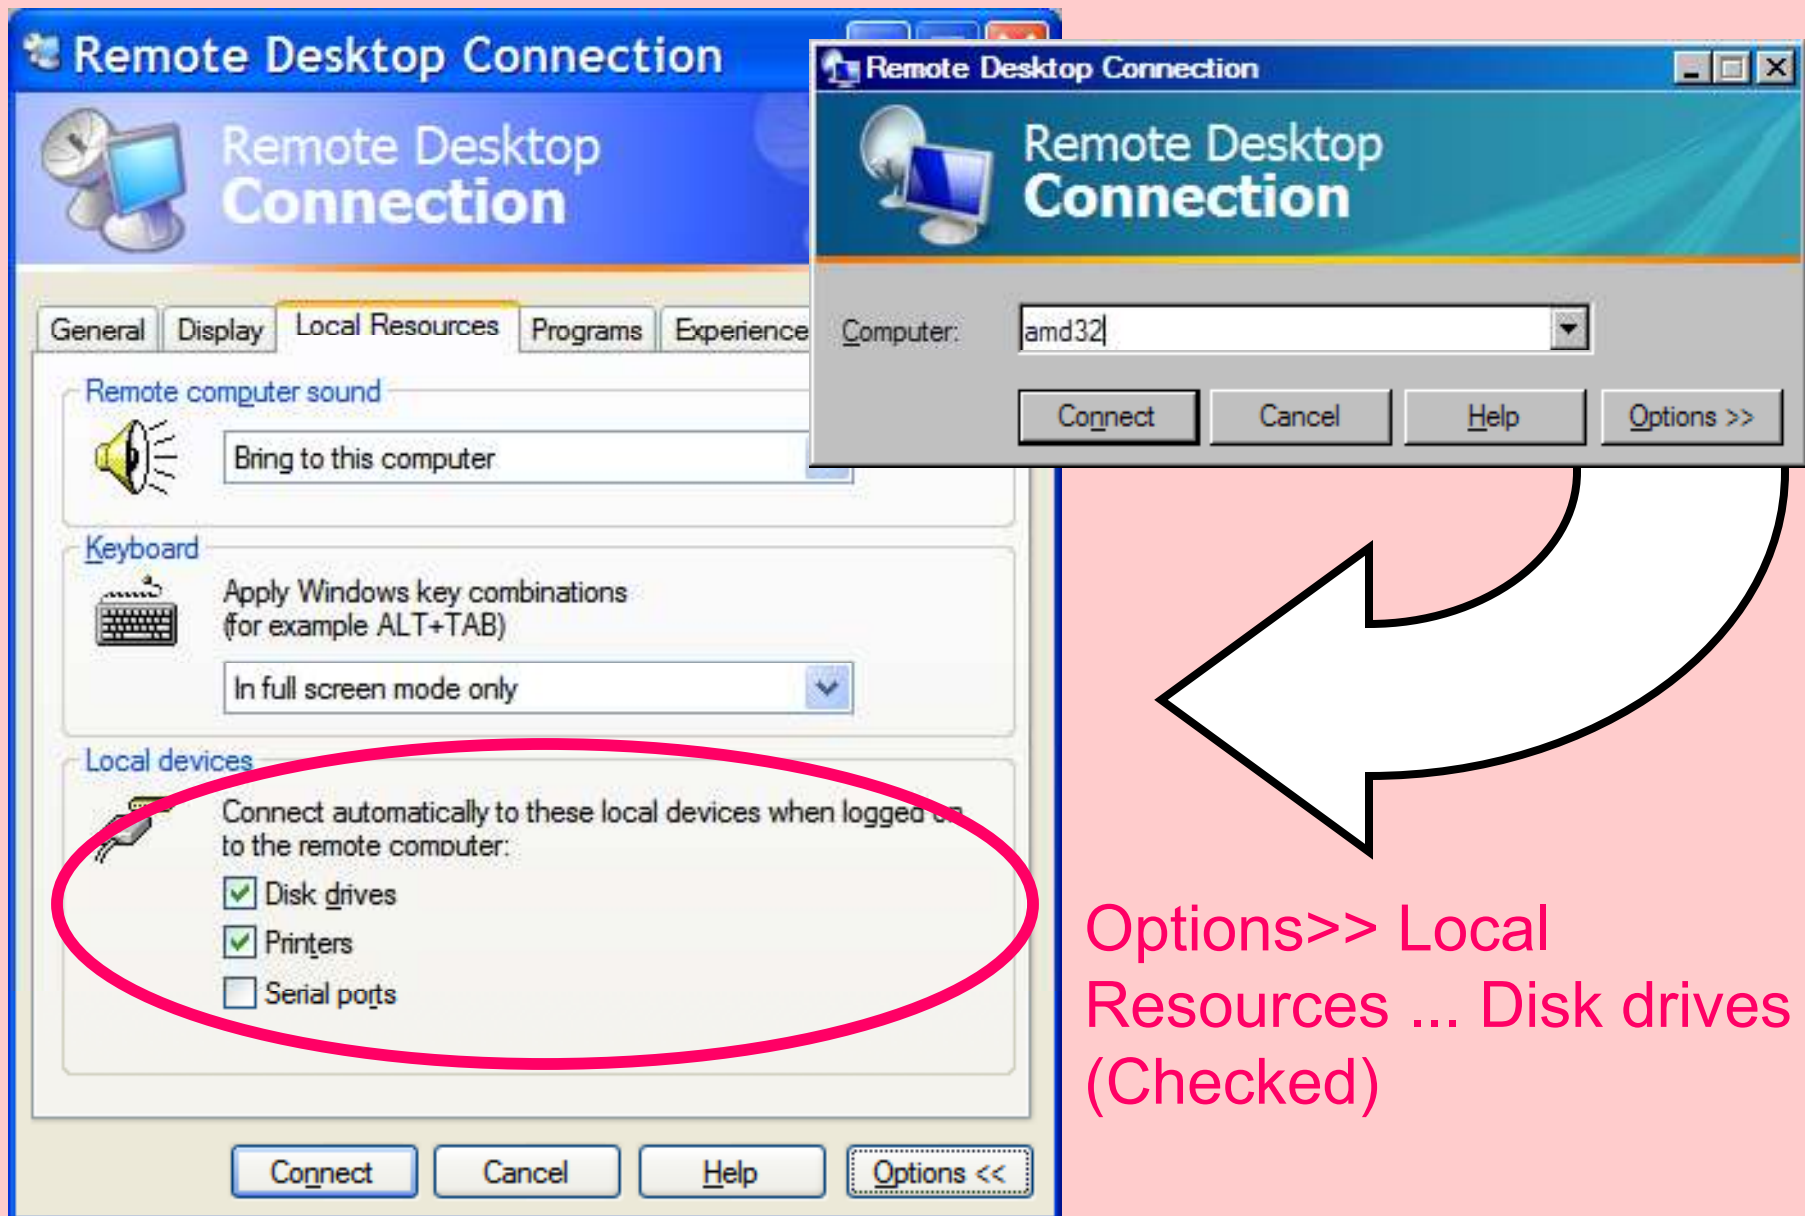 Remote Desktop Connection
Remote Desktop
Connection
General Display Local Resources Programs Experience
Remote computer sound
Bring to this computer
Keyboard
Apply Windows key combinations
(for example ALT+TAB)
In full screen mode only
Local devices
Connect automatically to these local devices when logged on
to the remote computer:
Disk drives
Printers
Serial ports
Connect Cancel Help Options <<
Remote Desktop Connection
Remote Desktop
Connection
Computer: amd32
Connect Cancel Help Options >>
Options>> Local
Resources ... Disk drives
(Checked)